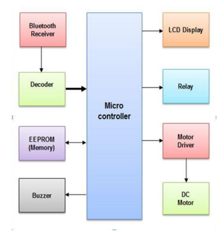 Bluetooth
Receiver
Decoder
EEPROM
(Memory)
Buzzer
Micro
controller
LCD Display
Relay
Motor
Driver
DC
Motor